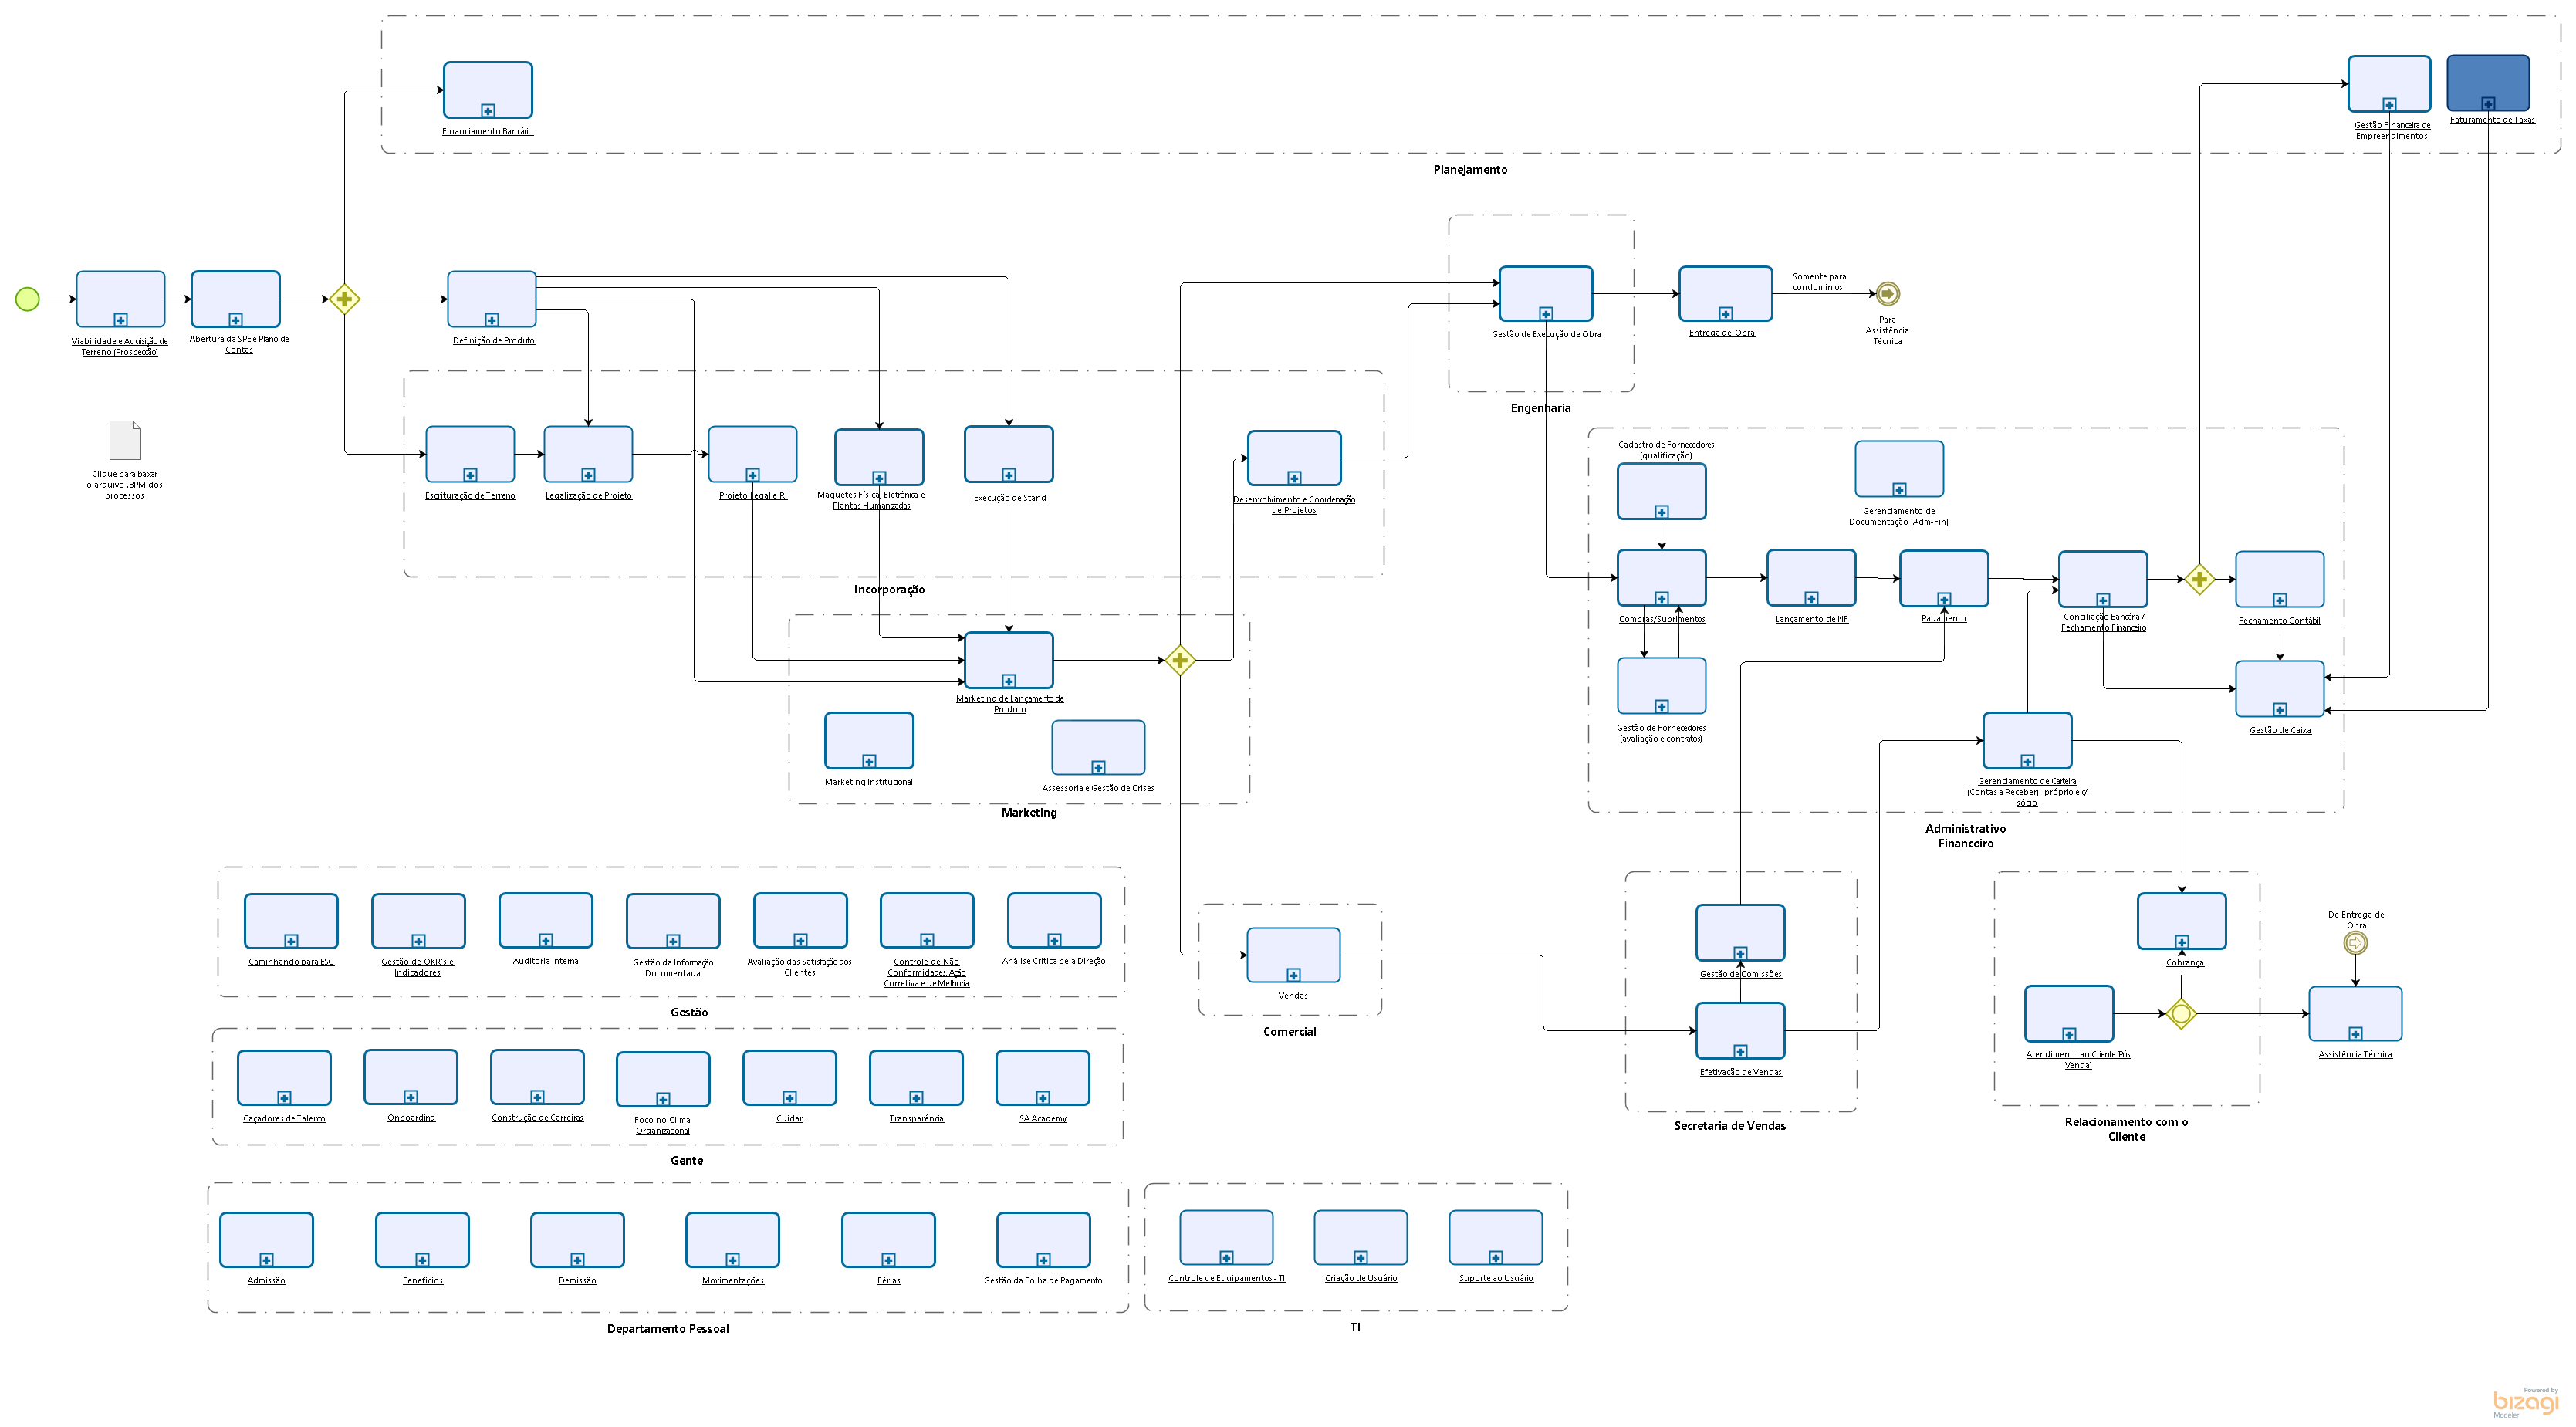 Financiamento Bancário
Gestão Financeira de
Empreendimentos
Faturamento de Taxas
Planejamento
Viabilidade e Aquisição de
Terreno (Prospecção)
Abertura da SPE e Plano de
Contas
Definição de Produto
Gestão de Execução de Obra
Entrega de Obra
Somente para
condomínios
Para
Assistência
Técnica
Engenharia
Clique para baixar
o arquivo .BPM dos
processos
Escrituração de Terreno
Legalização de Projeto
Projeto Legal e RI
Maquetes Física, Eletrônica e
Plantas Humanizadas
Execução de Stand
Desenvolvimento e Coordenação
de Projetos
Incorporação
Cadastro de Fornecedores
(qualificação)
Gerenciamento de
Documentação (Adm-Fin)
Compras/Suprimentos
Lançamento de NF
Pagamento
Conciliação Bancária /
Fechamento Financeiro
Fechamento Contábil
Gestão de Fornecedores
(avaliação e contratos)
Gestão de Caixa
Gerenciamento de Carteira
(Contas a Receber) - próprio e c/
sócio
Administrativo
Financeiro
Marketing de Lançamento de
Produto
Marketing Institucional
Assessoria e Gestão de Crises
Marketing
Caminhando para ESG
Gestão de OKR's e
Indicadores
Auditoria Interna
Gestão da Informação
Documentada
Avaliação das Satisfação dos
Clientes
Controle de Não
Conformidades, Ação
Corretiva e de Melhoria
Análise Crítica pela Direção
Gestão
Vendas
Comercial
Gestão de Comissões
Efetivação de Vendas
Secretaria de Vendas
Cobrança
De Entrega de
Obra
Atendimento ao Cliente(Pós
Venda)
Assistência Técnica
Relacionamento com o
Cliente
Caçadores de Talento
Onboarding
Construção de Carreiras
Foco no Clima
Organizacional
Cuidar
Transparência
SA Academy
Gente
Admissão
Benefícios
Demissão
Movimentações
Férias
Gestão da Folha de Pagamento
Departamento Pessoal
Controle de Equipamentos - TI
Criação de Usuário
Suporte ao Usuário
TI
Powered by
bizagi
Modeler